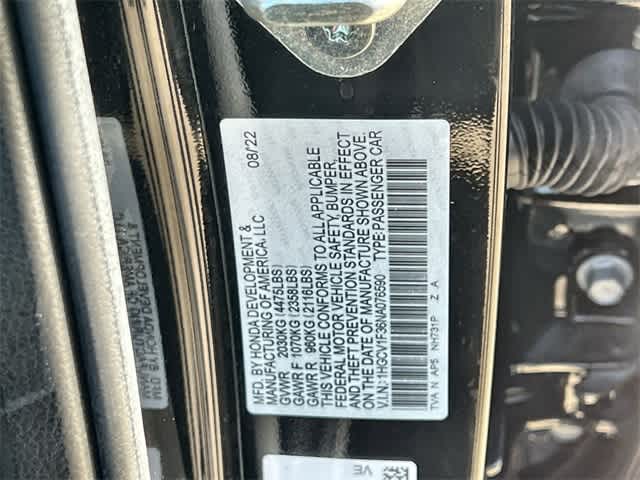 MFD. BY HONDA DEVELOPMENT & 08/22
MANUFACTURING OF AMERICA, LLC
GVWR 2030KG (4475LBS)
GAWR F 1070KG (2358LBS)
GAWR R 960KG (2116LBS)
THIS VEHICLE CONFORMS TO ALL APPLICABLE
FEDERAL MOTOR VEHICLE SAFETY, BUMPER,
AND THEFT PREVENTION STANDARDS IN EFFECT
ON THE DATE OF MANUFACTURE SHOWN ABOVE.
V.I.N.: 1HGCV1F36NA076590 TYPE: PASSENGER CAR
TVA N AP5 NH731P Z A
VE